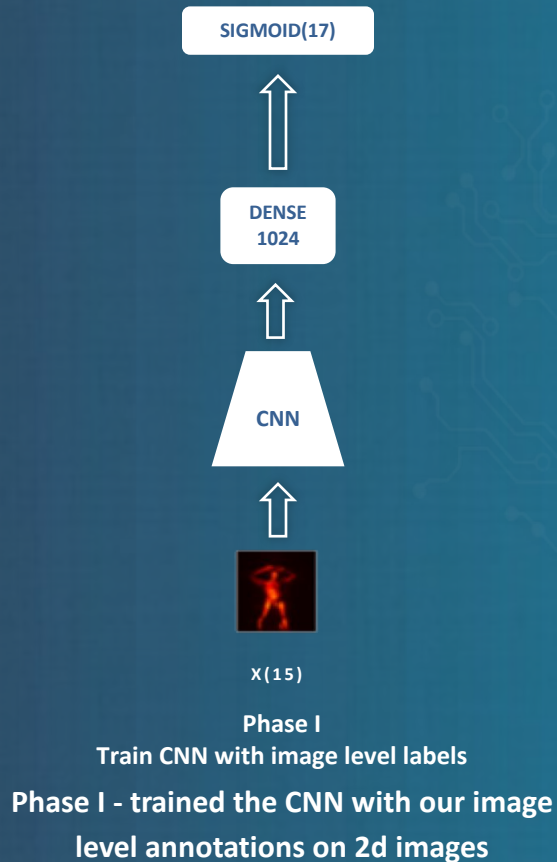 SIGMOID(17)
DENSE
1024
CNN
X(15)
Phase I
Train CNN with image level labels
Phase I - trained the CNN with our image
level annotations on 2d images